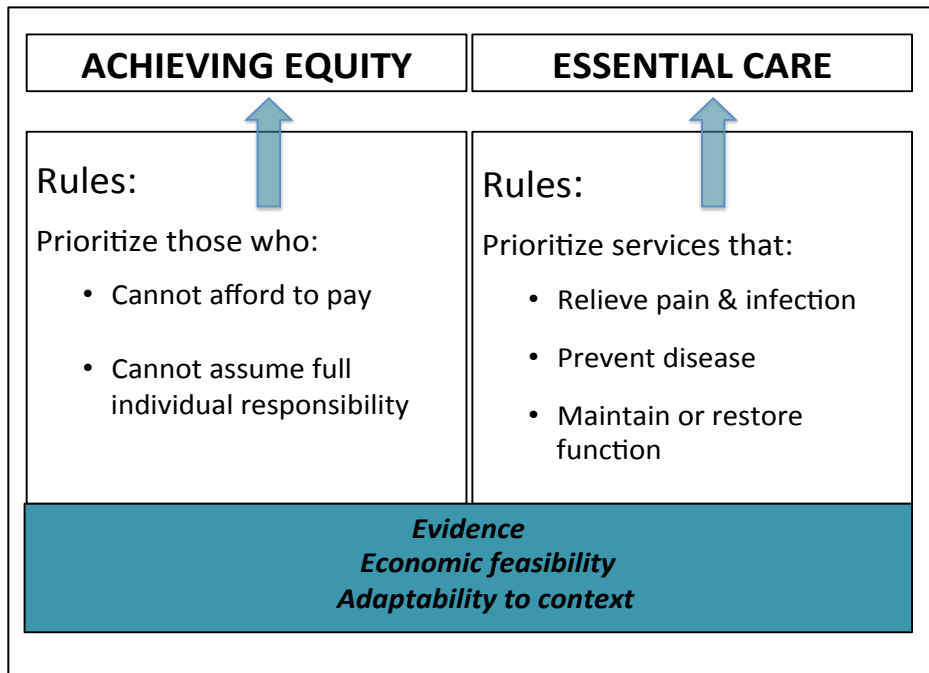 ACHIEVING EQUITY
Rules:
Prioritize those who:
• Cannot afford to pay
• Cannot assume full
individual responsibility
ESSENTIAL CARE
Rules:
Prioritize services that:
• Relieve pain & infection
• Prevent disease
• Maintain or restore
function
Evidence
Economic feasibility
Adaptability to context